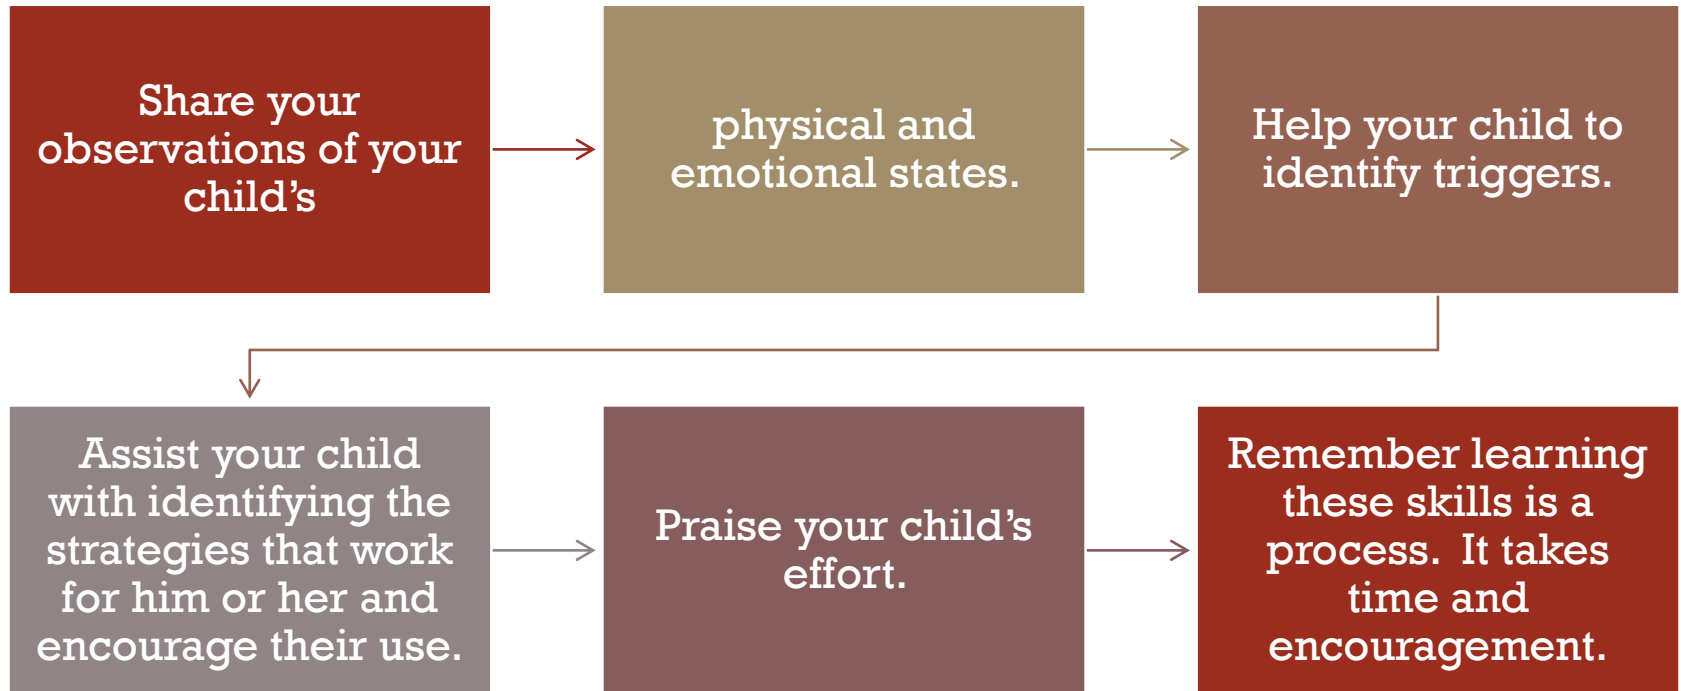 Share your
observations of your
child’s
physical and
emotional states.
Help your child to
identify triggers.
Assist your child
with identifying the
strategies that work
for him or her and
encourage their use.
Praise your child’s
effort.
Remember learning
these skills is a
process.  It takes
time and
encouragement.